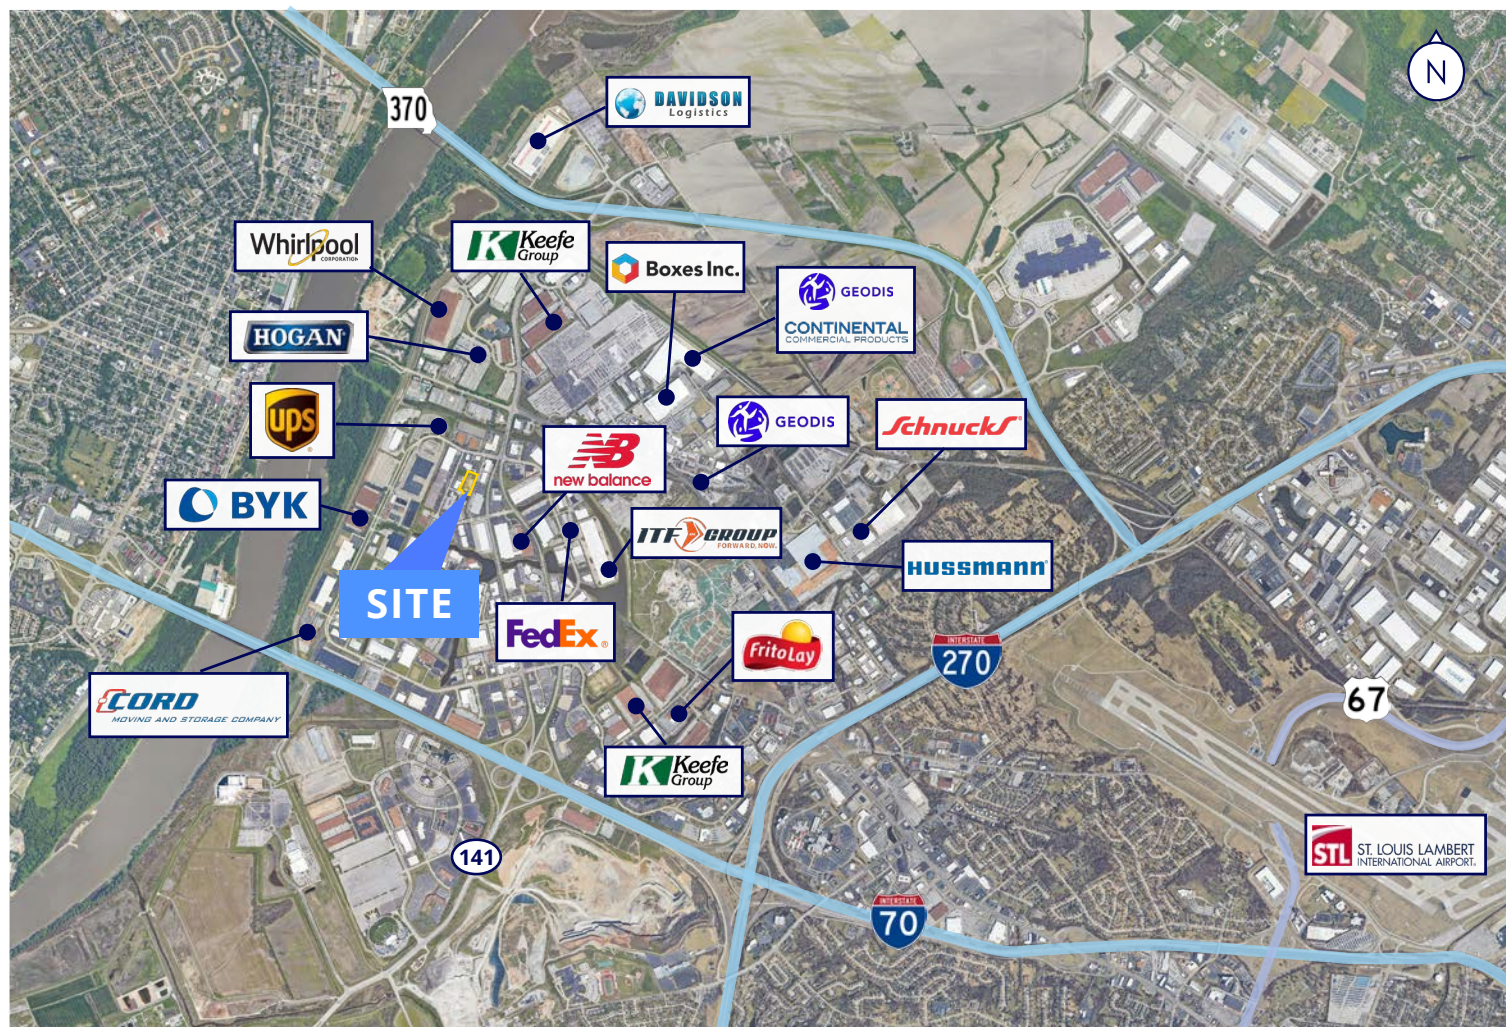 N
370
DAVIDSON
Logistics
Whirlpool
CORPORATION
Keefe
Group
Boxes Inc.
GEODIS
CONTINENTAL
COMMERCIAL PRODUCTS
HOGAN
ups
GEODIS
Schnucks
new balance
BYK
ITF GROUP
FORWARD, NOW.
HUSSMANN
SITE
FedEx
Frito Lay
INTERSTATE
270
67
CORD
MOVING AND STORAGE COMPANY
Keefe
Group
141
STL ST. LOUIS LAMBERT
INTERNATIONAL AIRPORT.
INTERSTATE
70